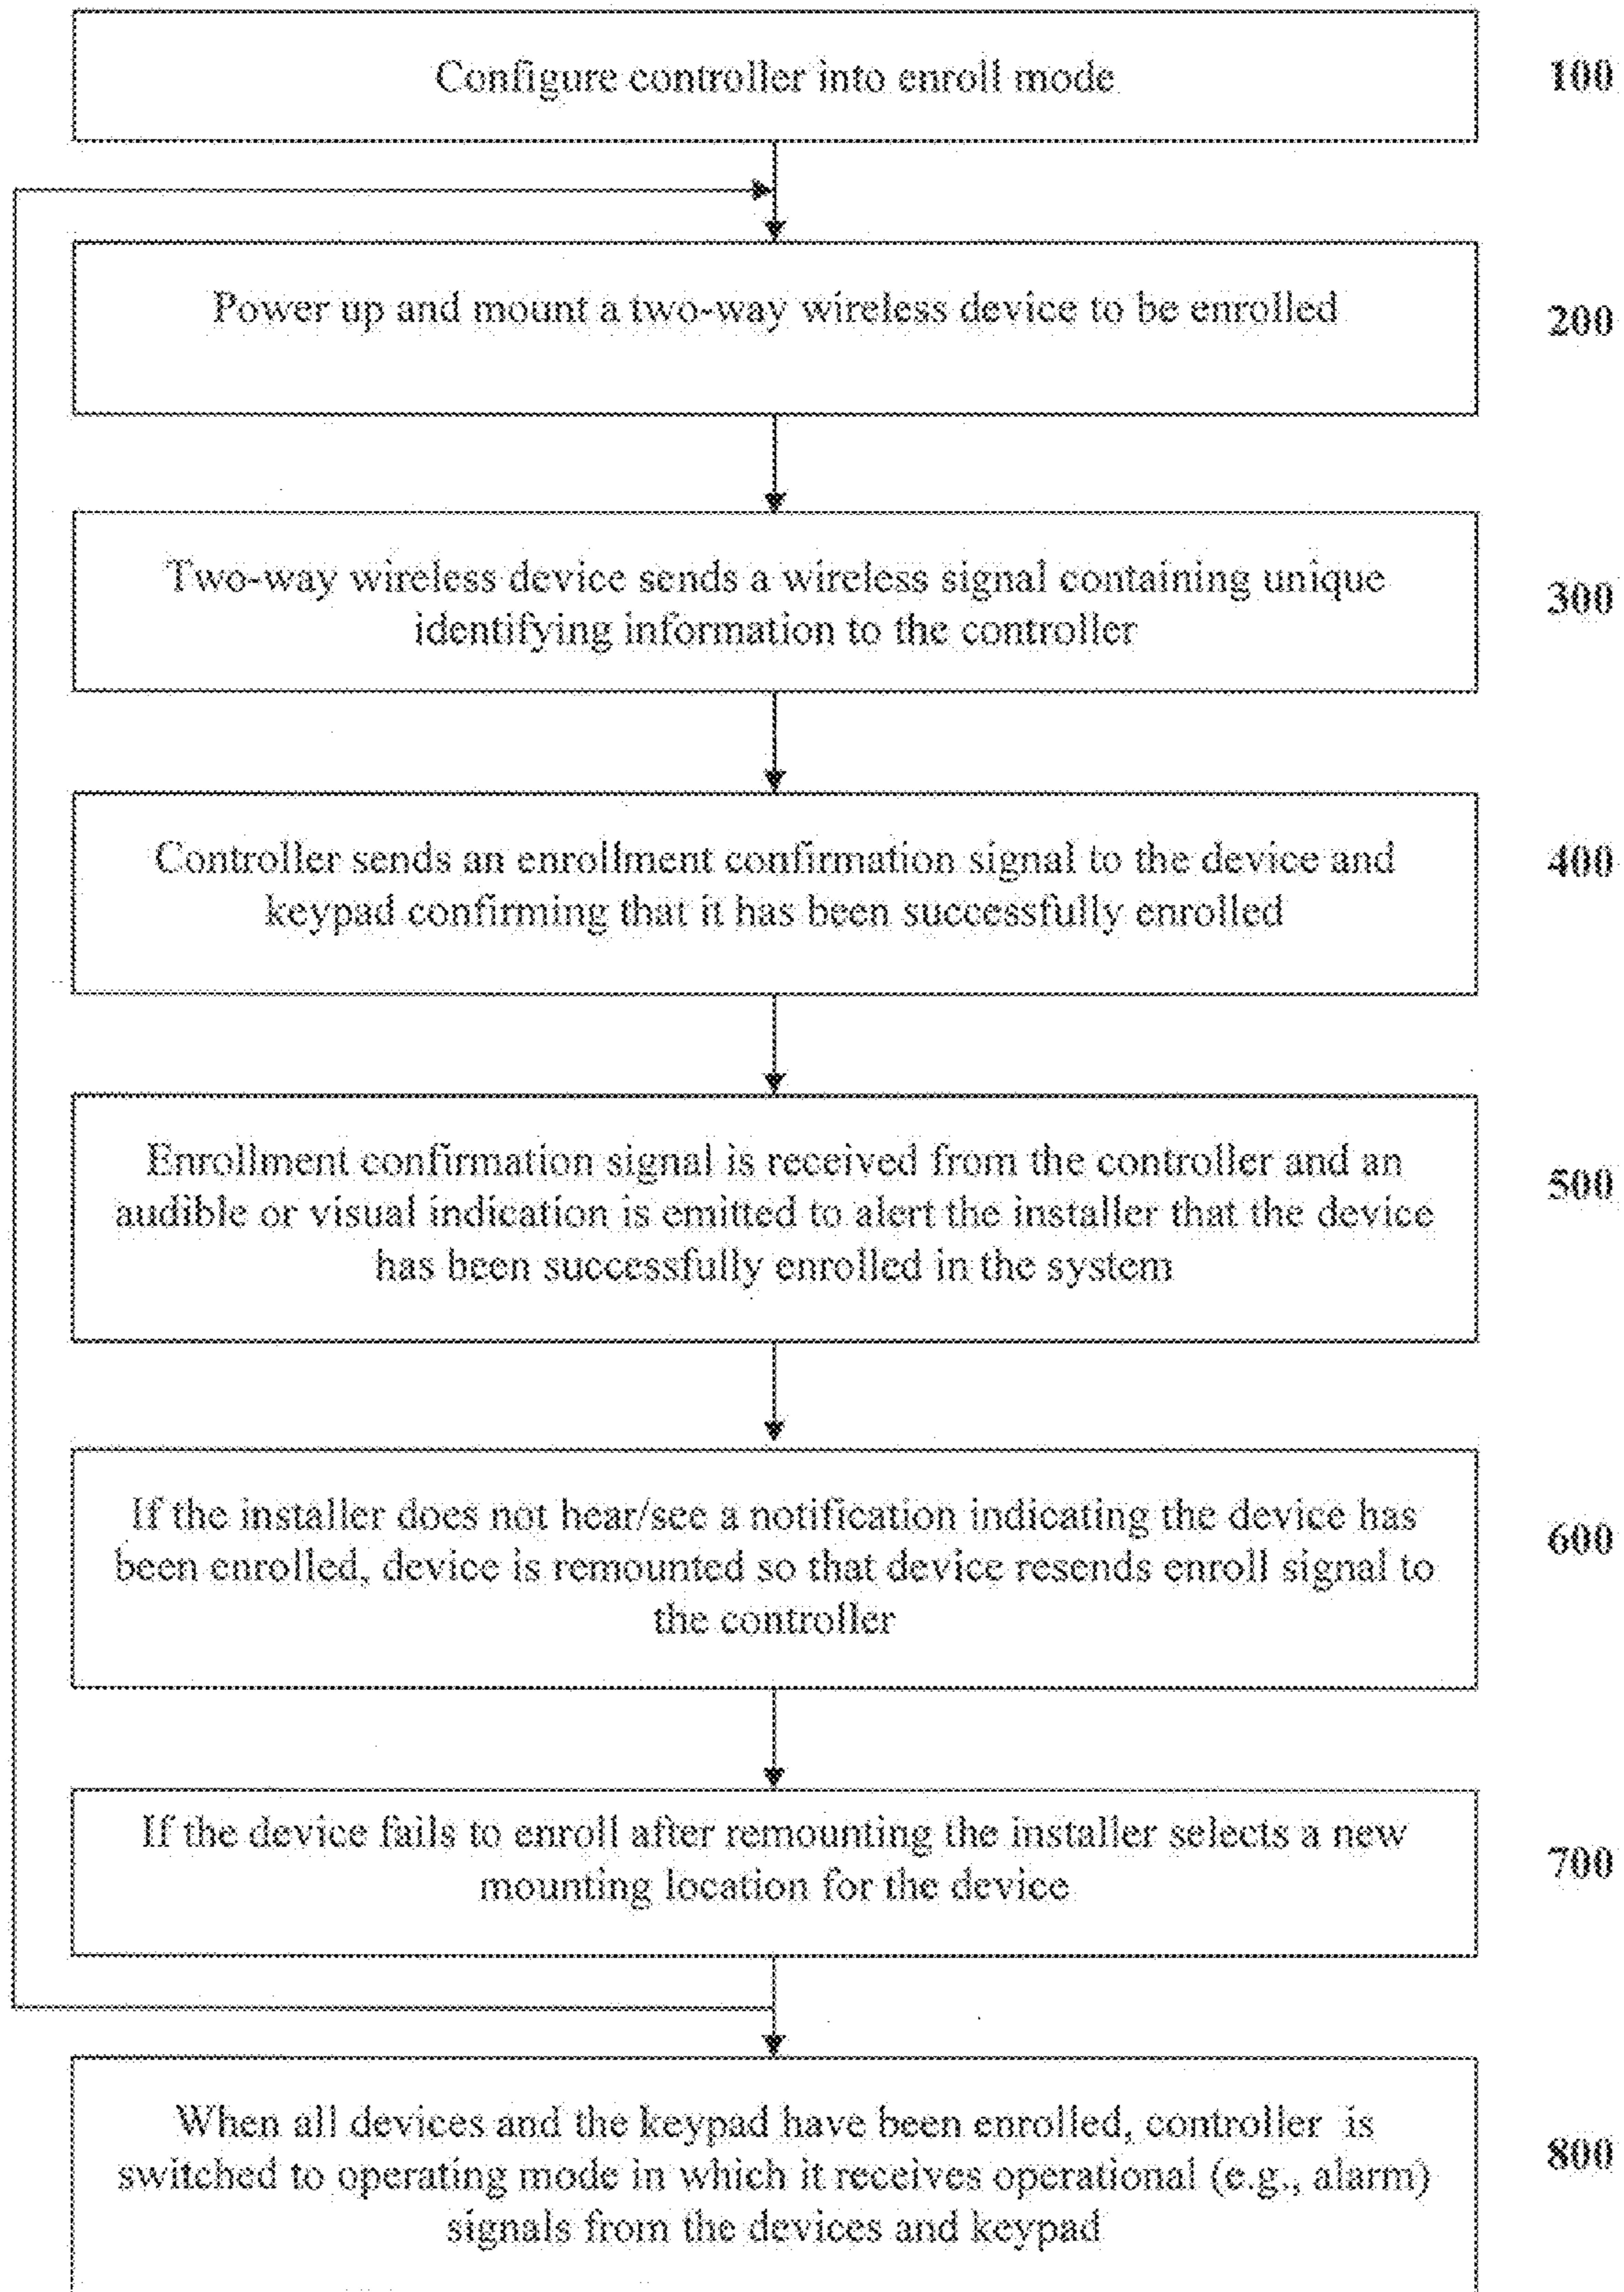 Configure controller into enroll mode
100
Power up and mount a two-way wireless device to be enrolled
200
Two-way wireless device sends a wireless signal containing unique
identifying information to the controller
300
Controller sends an enrollment confirmation signal to the device and
keypad confirming that it has been successfully enrolled
400
Enrollment confirmation signal is received from the controller and an
audible or visual indication is emitted to alert the installer that the device
has been successfully enrolled in the system
500
If the installer does not hear/see a notification indicating the device has
been enrolled, device is remounted so that device resends enroll signal to
the controller
600
If the device fails to enroll after remounting the installer selects a new
mounting location for the device
700
When all devices and the keypad have been enrolled, controller is
switched to operating mode in which it receives operational (e.g., alarm)
signals from the devices and keypad
800